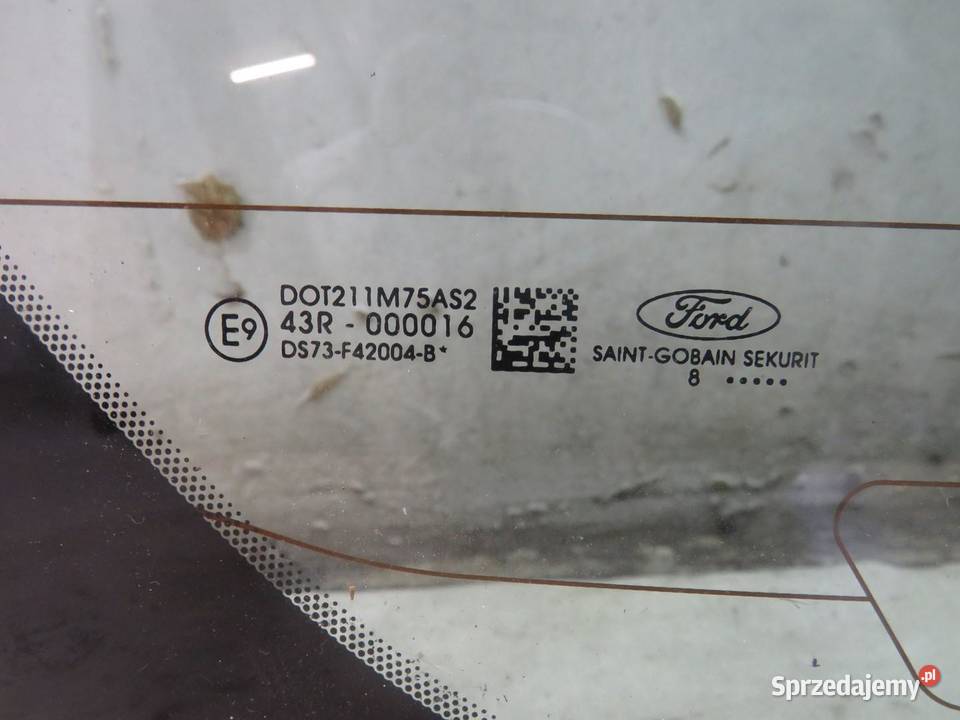 DOT211M75AS2
E9 43R - 000016
DS73-F42004-B*
Ford
SAINT-GOBAIN SEKURIT
8 •••••
Sprzedajemy.pl